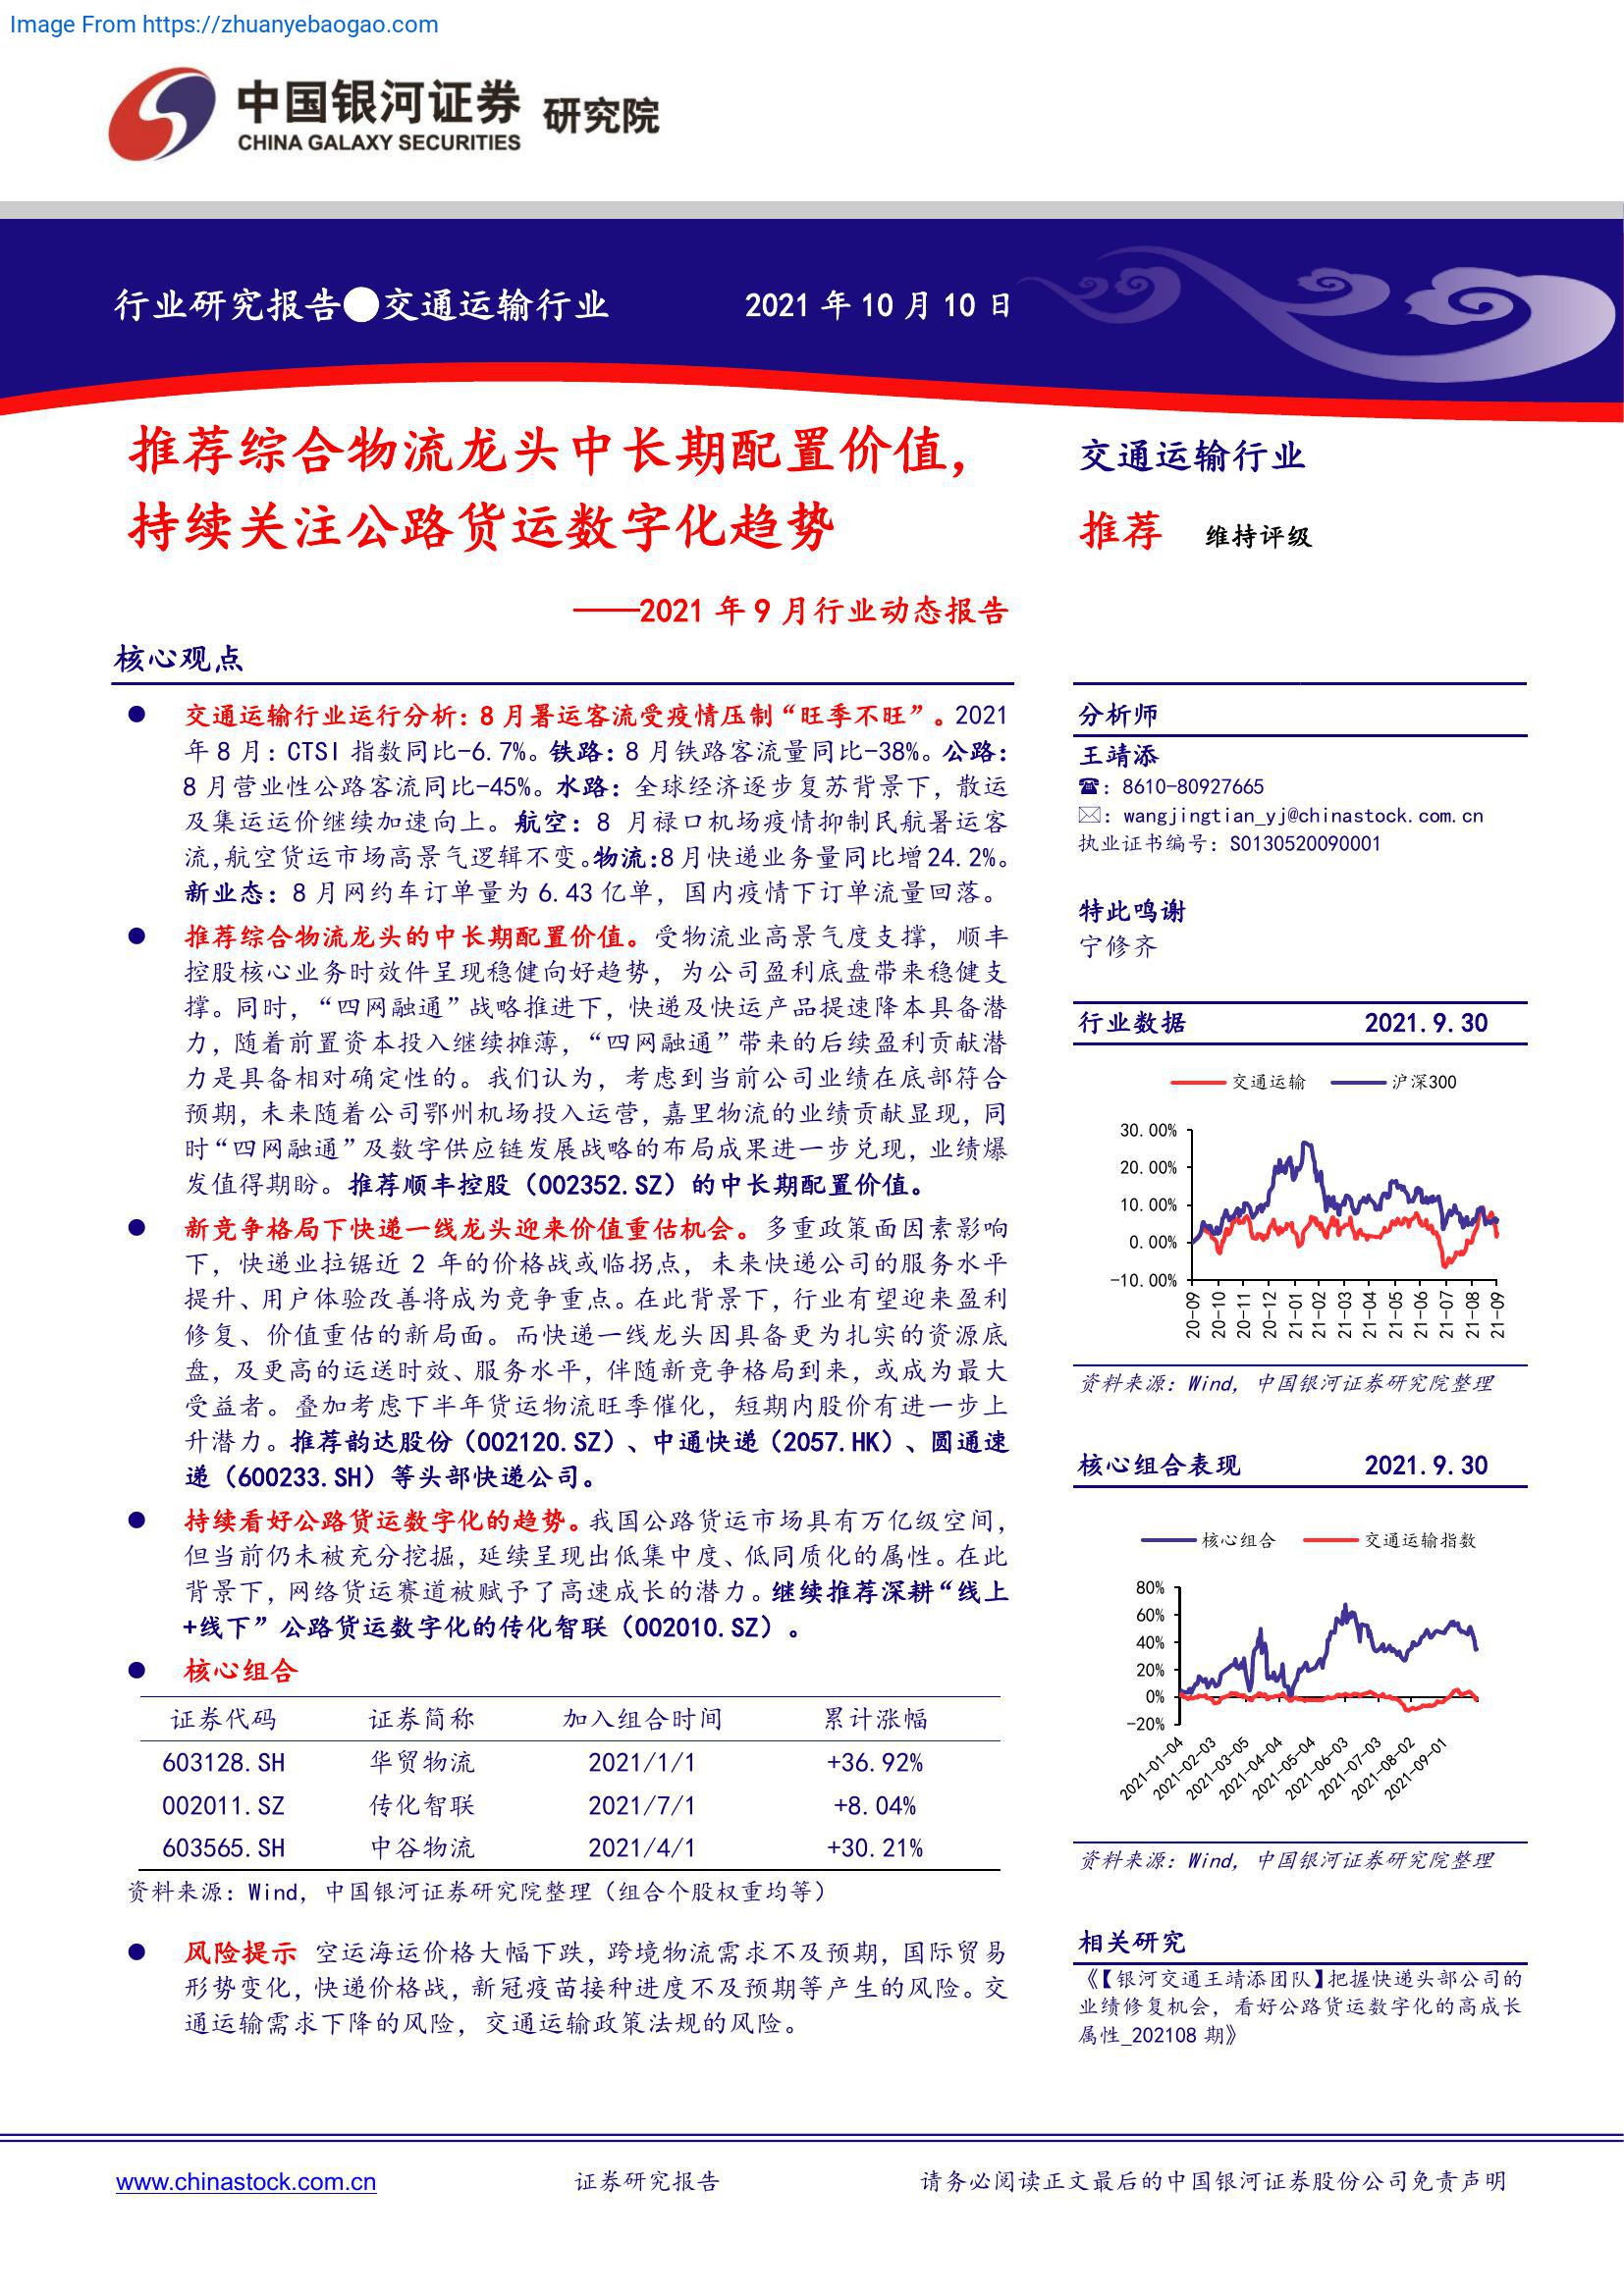 Image From https://zhuanyebaogao.com
中国银河证券 研究院
CHINA GALAXY SECURITIES
行业研究报告●交通运输行业 2021 年 10 月 10 日
推荐综合物流龙头中长期配置价值，
持续关注公路货运数字化趋势
——2021 年 9 月行业动态报告
核心观点
● 交通运输行业运行分析：8 月暑运客流受疫情压制“旺季不旺”。2021
年 8 月：CTSI 指数同比-6.7%。铁路：8 月铁路客流量同比-38%。公路：
8 月营业性公路客流同比-45%。水路：全球经济逐步复苏背景下，散运
及集运运价继续加速向上。航空：8 月禄口机场疫情抑制民航暑运客
流，航空货运市场高景气逻辑不变。物流：8 月快递业务量同比增 24.2%。
新业态：8 月网约车订单量为 6.43 亿单，国内疫情下订单流量回落。
● 推荐综合物流龙头的中长期配置价值。受物流业高景气度支撑，顺丰
控股核心业务时效件呈现稳健向好趋势，为公司盈利底盘带来稳健支
撑。同时，“四网融通”战略推进下，快递及快运产品提速降本具备潜
力，随着前置资本投入继续摊薄，“四网融通”带来的后续盈利贡献潜
力是具备相对确定性的。我们认为，考虑到当前公司业绩在底部符合
预期，未来随着公司鄂州机场投入运营，嘉里物流的业绩贡献显现，同
时“四网融通”及数字供应链发展战略的布局成果进一步兑现，业绩爆
发值得期盼。推荐顺丰控股（002352.SZ）的中长期配置价值。
● 新竞争格局下快递一线龙头迎来价值重估机会。多重政策面因素影响
下，快递业拉锯近 2 年的价格战或临拐点，未来快递公司的服务水平
提升、用户体验改善将成为竞争重点。在此背景下，行业有望迎来盈利
修复、价值重估的新局面。而快递一线龙头因具备更为扎实的资源底
盘，及更高的运送时效、服务水平，伴随新竞争格局到来，或成为最大
受益者。叠加考虑下半年货运物流旺季催化，短期内股价有进一步上
升潜力。推荐韵达股份（002120.SZ）、中通快递（2057.HK）、圆通速
递（600233.SH）等头部快递公司。
● 持续看好公路货运数字化的趋势。我国公路货运市场具有万亿级空间，
但当前仍未被充分挖掘，延续呈现出低集中度、低同质化的属性。在此
背景下，网络货运赛道被赋予了高速成长的潜力。继续推荐深耕“线上
+线下”公路货运数字化的传化智联（002010.SZ）。
● 核心组合
证券代码 证券简称 加入组合时间 累计涨幅
603128.SH 华贸物流 2021/1/1 +36.92%
002011.SZ 传化智联 2021/7/1 +8.04%
603565.SH 中谷物流 2021/4/1 +30.21%
资料来源：Wind，中国银河证券研究院整理（组合个股权重均等）
● 风险提示 空运海运价格大幅下跌，跨境物流需求不及预期，国际贸易
形势变化，快递价格战，新冠疫苗接种进度不及预期等产生的风险。交
通运输需求下降的风险，交通运输政策法规的风险。
交通运输行业
推荐 维持评级
分析师
王靖添
☎：8610-80927665
✉：wangjingtian_yj@chinastock.com.cn
执业证书编号：S0130520090001
特此鸣谢
宁修齐
行业数据 2021.9.30
交通运输 沪深300
30.00%
20.00%
10.00%
0.00%
-10.00%
20-09 20-10 20-11 20-12 21-01 21-02 21-03 21-04 21-05 21-06 21-07 21-08 21-09
资料来源：Wind，中国银河证券研究院整理
核心组合表现 2021.9.30
核心组合 交通运输指数
80%
60%
40%
20%
0%
-20%
2021-01-04 2021-02-03 2021-03-05 2021-04-04 2021-05-04 2021-06-03 2021-07-03 2021-08-02 2021-09-01
资料来源：Wind，中国银河证券研究院整理
相关研究
《【银河交通王靖添团队】把握快递头部公司的
业绩修复机会，看好公路货运数字化的高成长
属性_202108 期》
www.chinastock.com.cn 证券研究报告 请务必阅读正文最后的中国银河证券股份公司免责声明